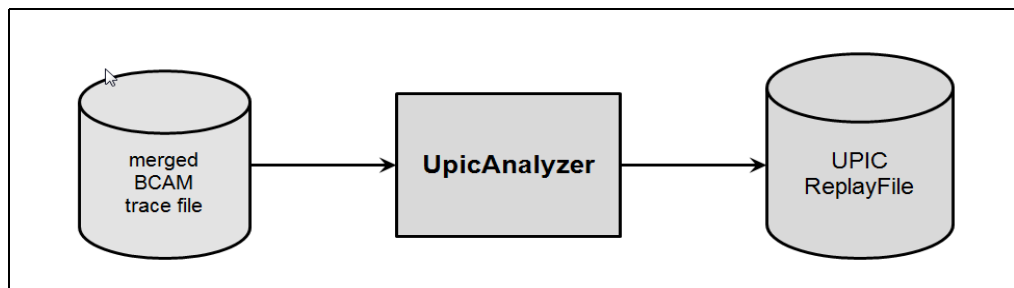 merged
BCAM
trace file
UpicAnalyzer
UPIC
ReplayFile